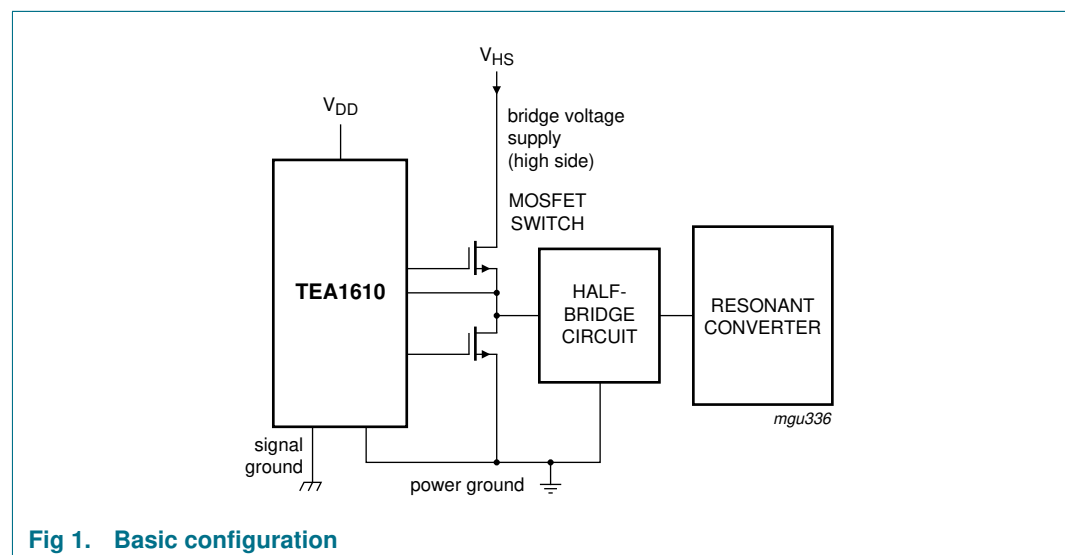 V_HS
V_DD
bridge voltage
supply
(high side)
MOSFET
SWITCH
TEA1610
HALF-
BRIDGE
CIRCUIT
RESONANT
CONVERTER
mgu336
signal
ground
power ground
Fig 1. Basic configuration